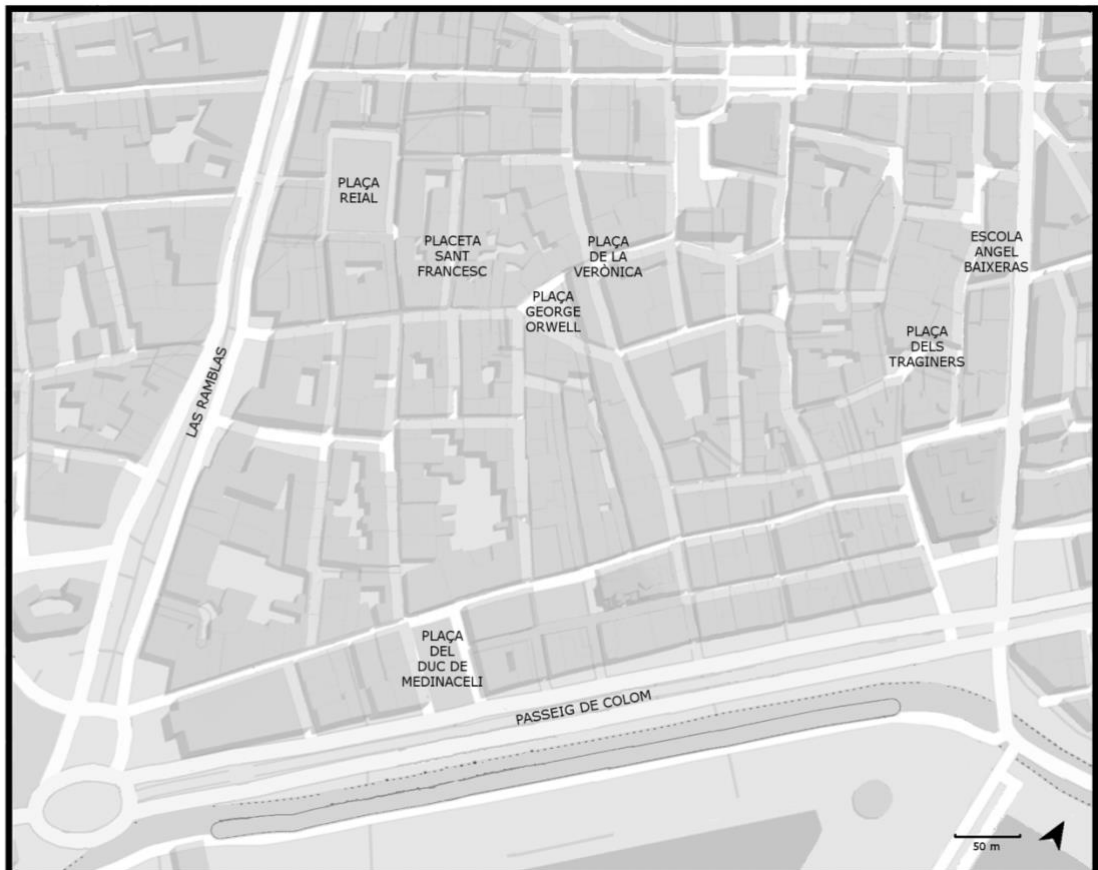 PLAÇA
REIAL
PLACETA
SANT
FRANCESC
PLAÇA
DE LA
VERÒNICA
ESCOLA
ANGEL
BAIXERAS
PLAÇA
GEORGE
ORWELL
PLAÇA
DELS
TRAGINERS
LAS RAMBLAS
PLAÇA
DEL
DUC DE
MEDINACELI
PASSEIG DE COLOM
50 m